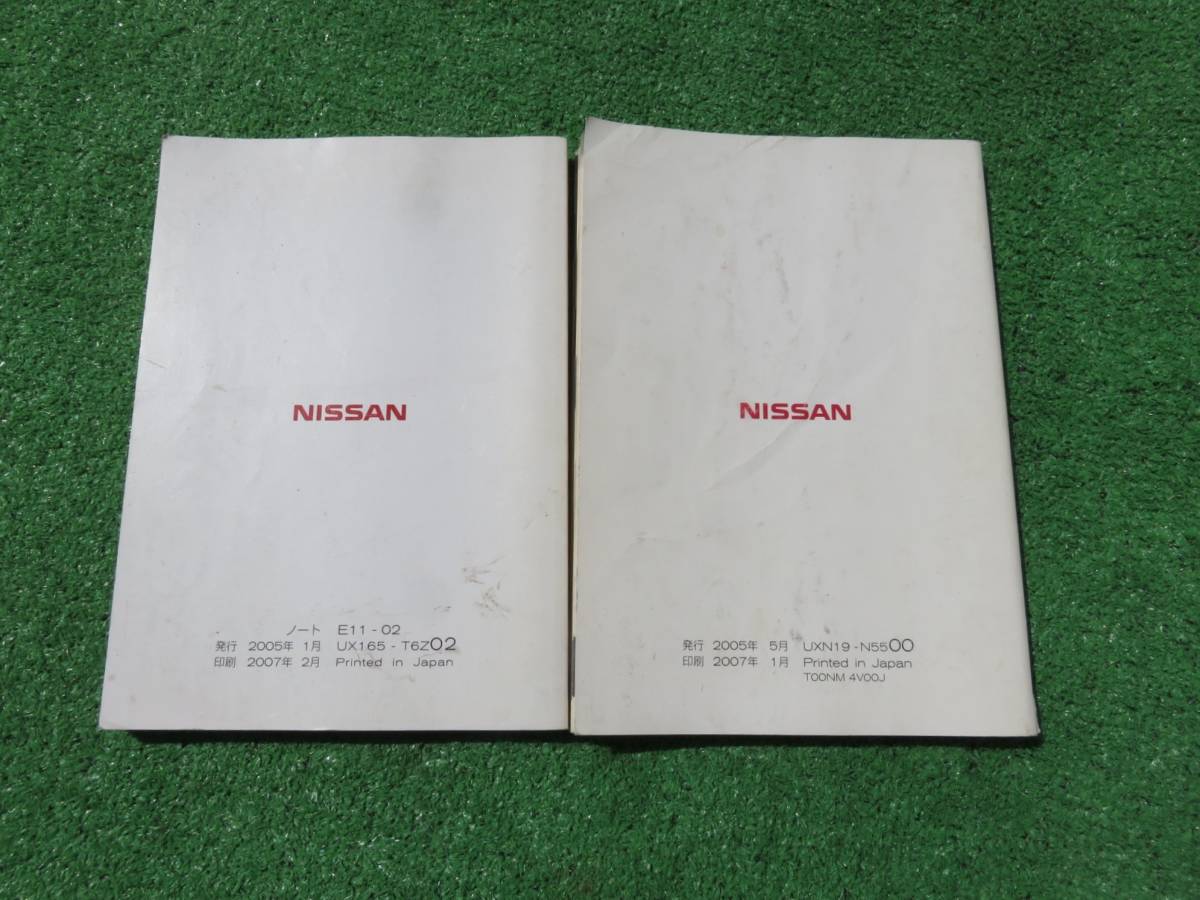 NISSAN
ノート E11-02
発行 2005年 1月 UX165-T6Z02
印刷 2007年 2月 Printed in Japan
NISSAN
発行 2005年 5月 UXN19-N5500
印刷 2007年 1月 Printed in Japan
T00NM 4V00J